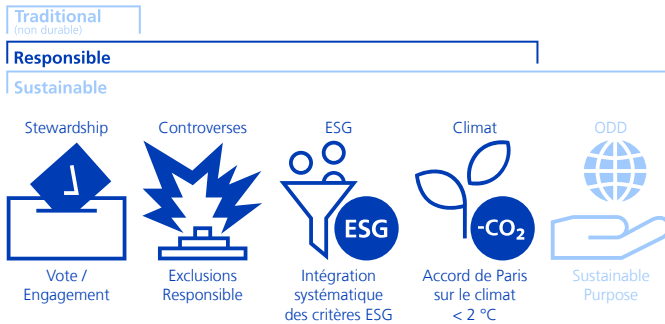 Traditional
(non durable)
Responsible
Sustainable
Stewardship
Controverses
ESG
Climat
ODD
ESG
-CO₂
Vote /
Engagement
Exclusions
Responsible
Intégration
systématique
des critères ESG
Accord de Paris
sur le climat
< 2 °C
Sustainable
Purpose